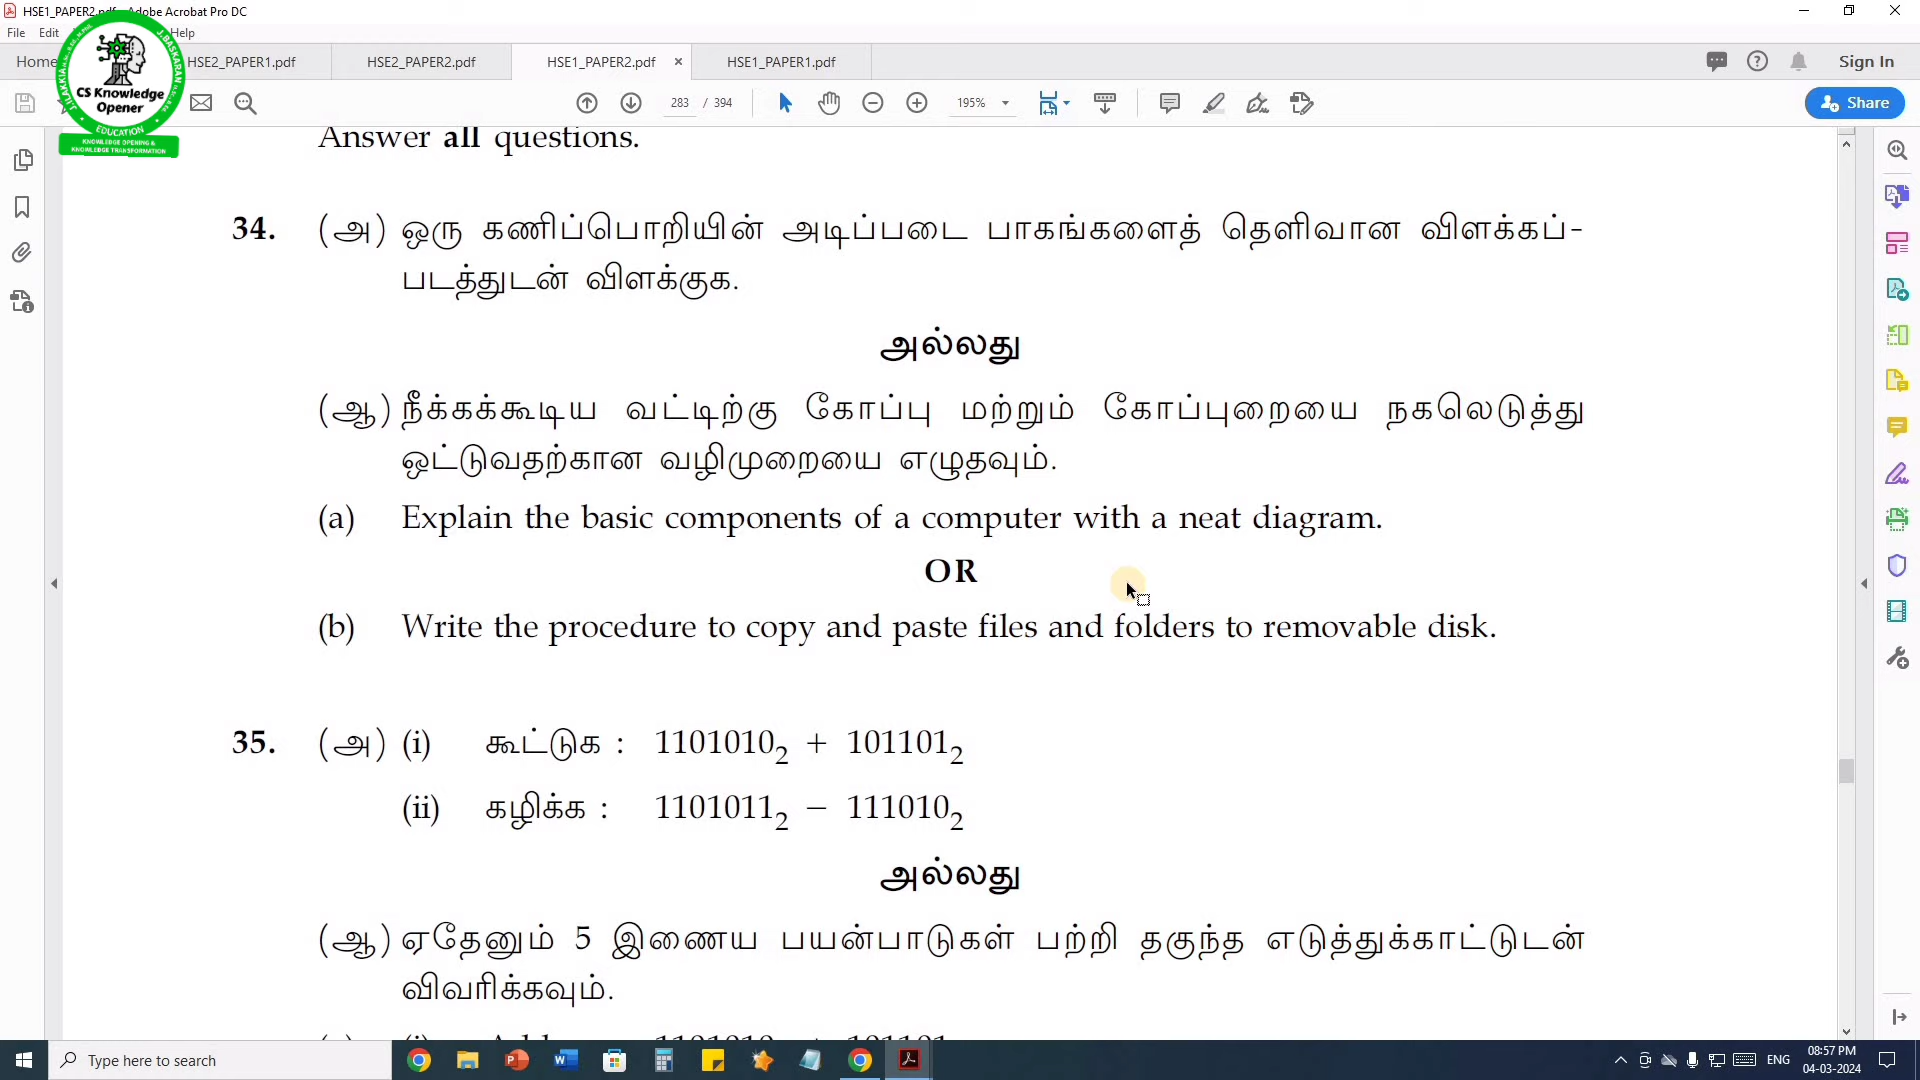 HSE1_PAPER2.pdf - Adobe Acrobat Pro DC
File Edit Help
Home HSE2_PAPER1.pdf HSE2_PAPER2.pdf HSE1_PAPER2.pdf × HSE1_PAPER1.pdf Sign In
283 / 394 195% Share
CS Knowledge
Opener
EDUCATION
KNOWLEDGE OPENING &
KNOWLEDGE TRANSFORMATION
Answer all questions.
34. (அ) ஒரு கணிப்பொறியின் அடிப்படை பாகங்களைத் தெளிவான விளக்கப்-
படத்துடன் விளக்குக.
அல்லது
(ஆ) நீக்கக்கூடிய வட்டிற்கு கோப்பு மற்றும் கோப்புறையை நகலெடுத்து
ஒட்டுவதற்கான வழிமுறையை எழுதவும்.
(a) Explain the basic components of a computer with a neat diagram.
OR
(b) Write the procedure to copy and paste files and folders to removable disk.
35. (அ) (i) கூட்டுக : 1101010₂ + 101101₂
(ii) கழிக்க : 1101011₂ − 111010₂
அல்லது
(ஆ) ஏதேனும் 5 இணைய பயன்பாடுகள் பற்றி தகுந்த எடுத்துக்காட்டுடன்
விவரிக்கவும்.
Type here to search ENG 08:57 PM
04-03-2024